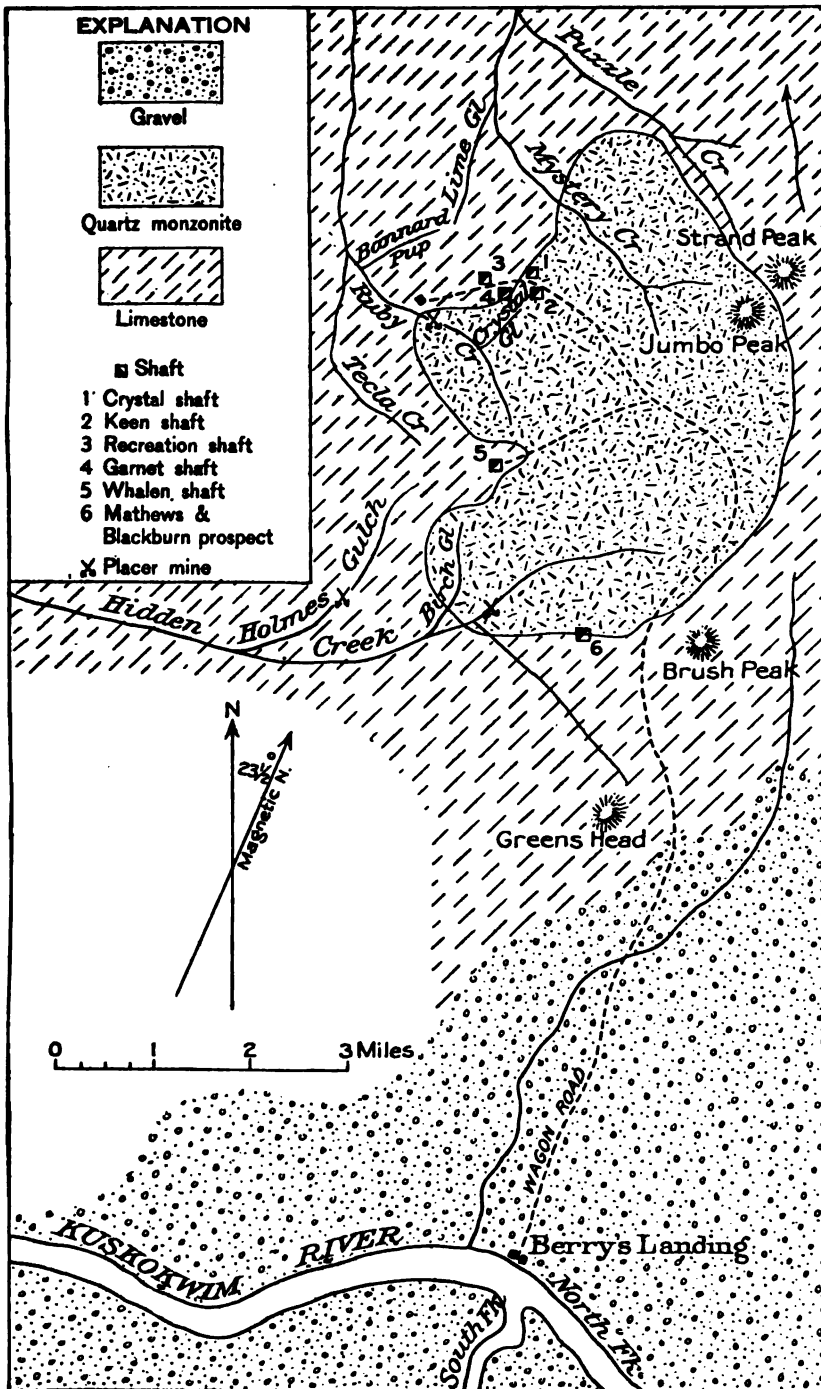 EXPLANATION
Gravel
Quartz monzonite
Limestone
Shaft
1 Crystal shaft
2 Keen shaft
3 Recreation shaft
4 Garnet shaft
5 Whalen shaft
6 Mathews &
Blackburn prospect
Placer mine
Puzzle
Cr
Lime Gl
Mystery Cr
Bannard
Pup
Strand Peak
3
1
4
2
Crystal
Gl
Ruby
Cr
Jumbo Peak
Tecla Cr
5
Holmes Gulch
Birch Gl
Hidden
Creek
6
Brush Peak
N
23½°
Magnetic N.
Greens Head
0 1 2 3 Miles
WAGON ROAD
KUSKOKWIM RIVER
Berry's Landing
South Fk
North Fk.